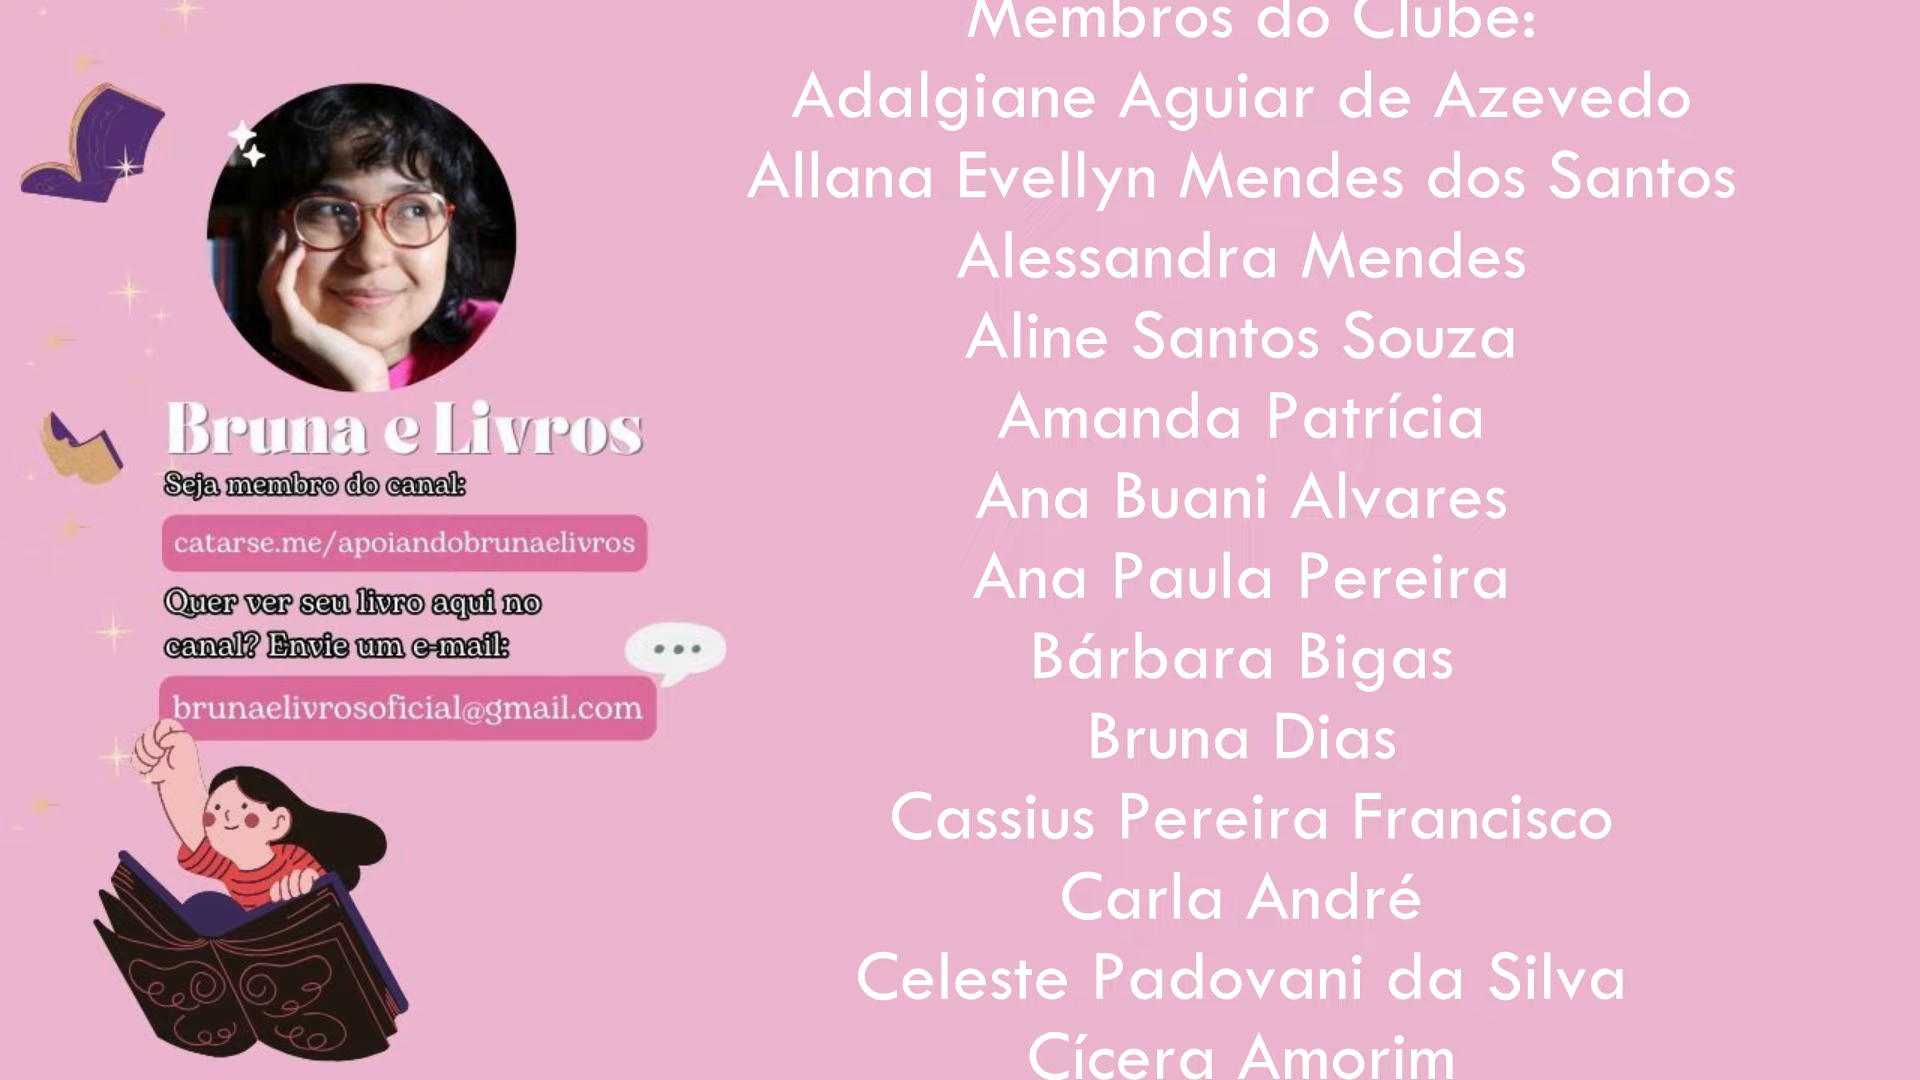 Bruna e Livros
Seja membro do canal:
catarse.me/apoiandobrunaelivros
Quer ver seu livro aqui no
canal? Envie um e-mail:
brunaelivrosoficial@gmail.com
Membros do Clube:
Adalgiane Aguiar de Azevedo
Allana Evellyn Mendes dos Santos
Alessandra Mendes
Aline Santos Souza
Amanda Patrícia
Ana Buani Alvares
Ana Paula Pereira
Bárbara Bigas
Bruna Dias
Cassius Pereira Francisco
Carla André
Celeste Padovani da Silva
Cícera Amorim